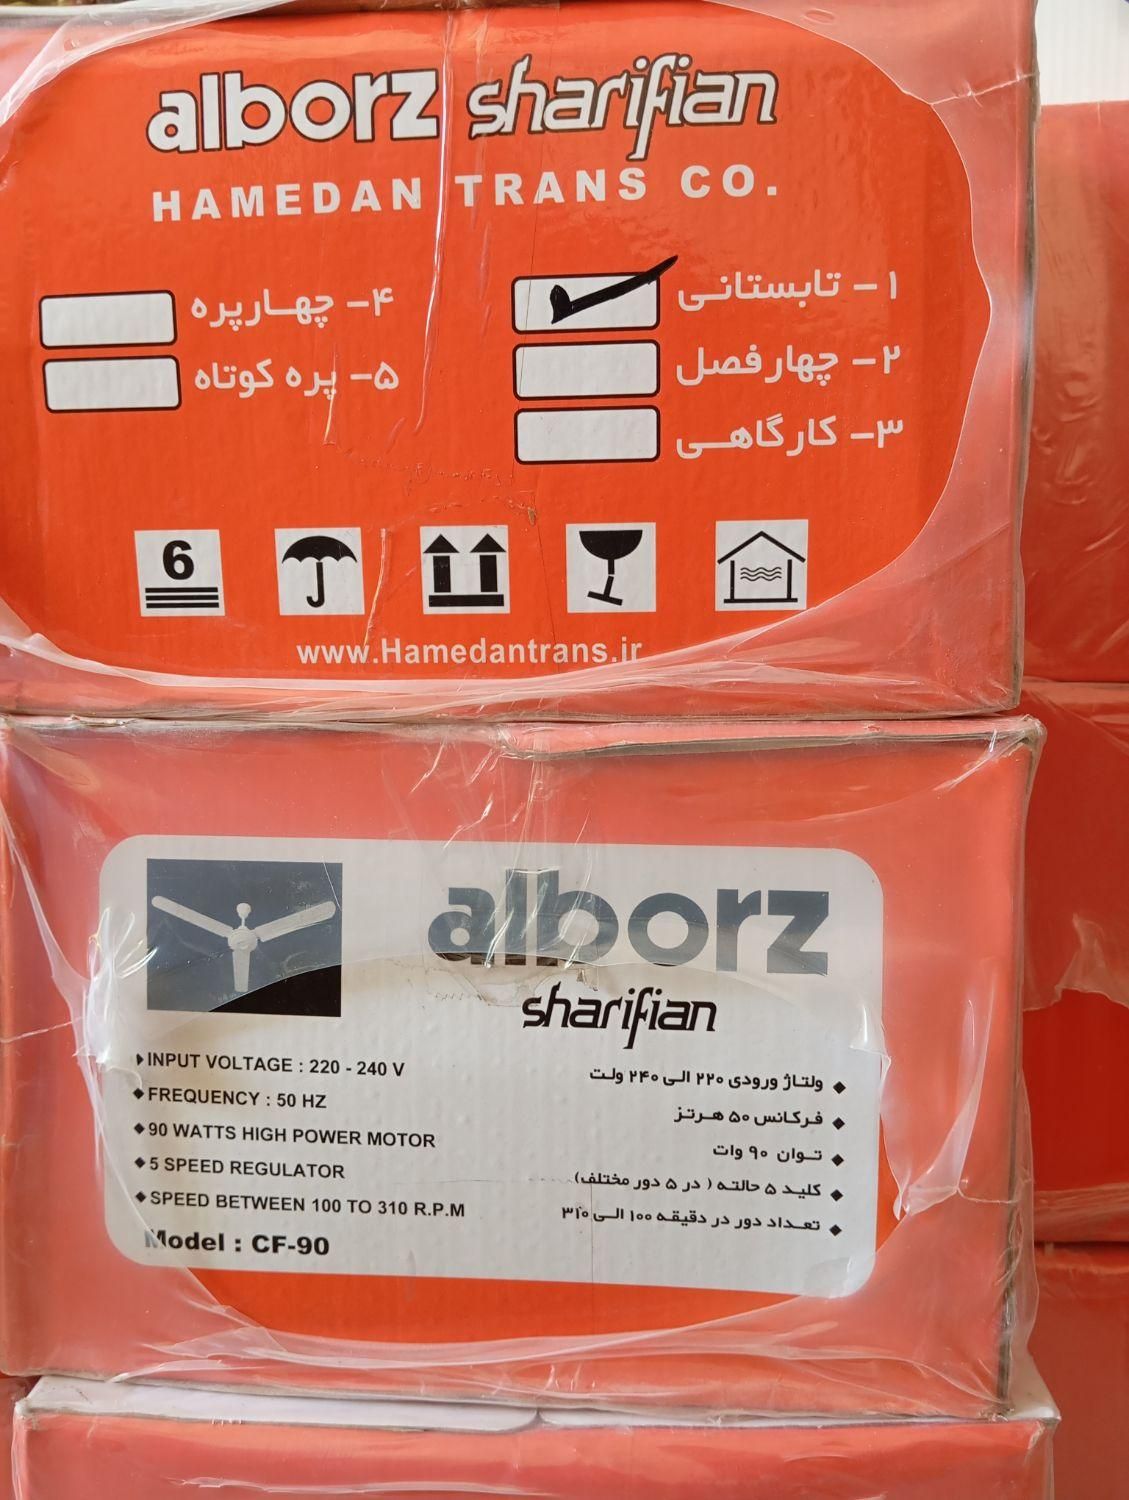 alborz sharifian
HAMEDAN TRANS CO.
۱- تابستانی
۲- چهارفصل
۳- کارگاهی
۴- چهارپره
۵- پره کوتاه
6
www.Hamedantrans.ir
alborz
sharifian
INPUT VOLTAGE : 220 - 240 V
FREQUENCY : 50 HZ
90 WATTS HIGH POWER MOTOR
5 SPEED REGULATOR
SPEED BETWEEN 100 TO 310 R.P.M
Model : CF-90
ولتاژ ورودی ۲۲۰ الی ۲۴۰ ولت
فرکانس ۵۰ هرتز
توان ۹۰ وات
کلید ۵ حالته ( در ۵ دور مختلف)
تعداد دور در دقیقه ۱۰۰ الی ۳۱۰